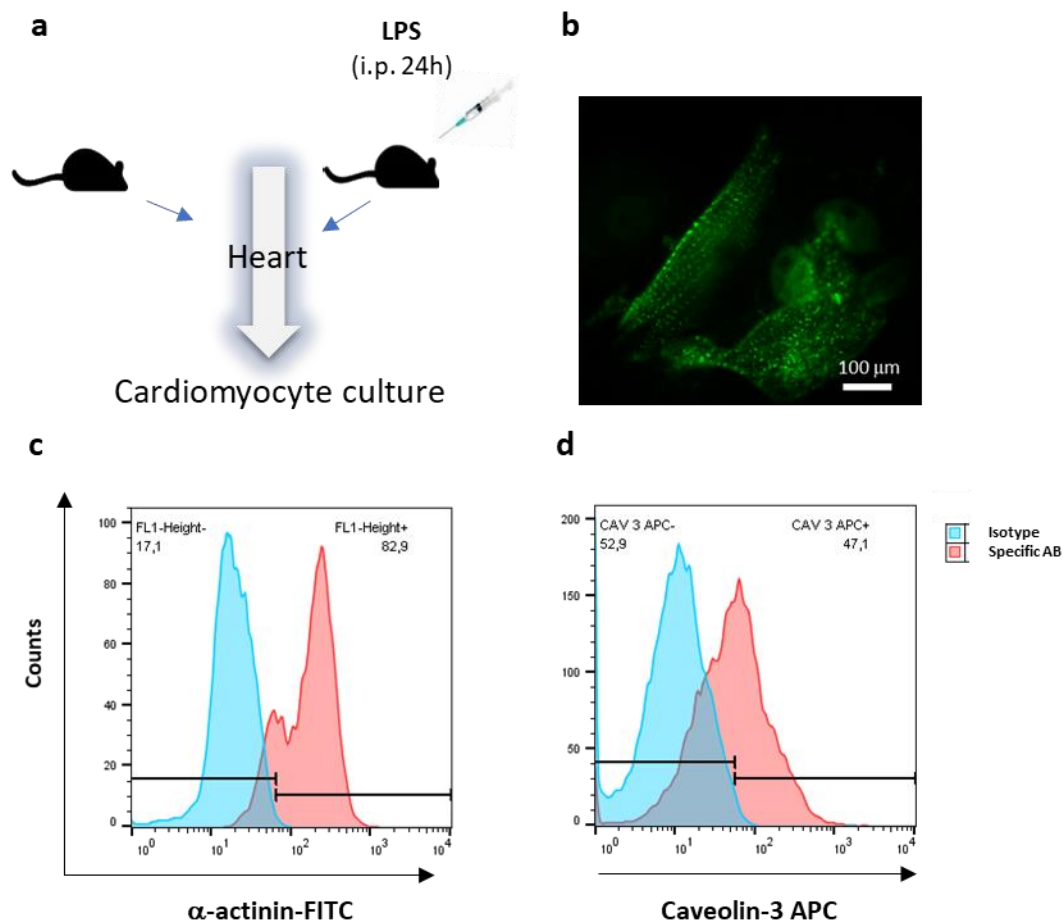 a
LPS
(i.p. 24h)
Heart
Cardiomyocyte culture
b
100 μm
c
Counts
100
80
60
40
20
0
FL1-Height-
17,1
FL1-Height+
82,9
10⁰ 10¹ 10² 10³ 10⁴
α-actinin-FITC
d
200
150
100
50
0
CAV 3 APC-
52,9
CAV 3 APC+
47,1
10⁰ 10¹ 10² 10³ 10⁴
Caveolin-3 APC
Isotype
Specific AB